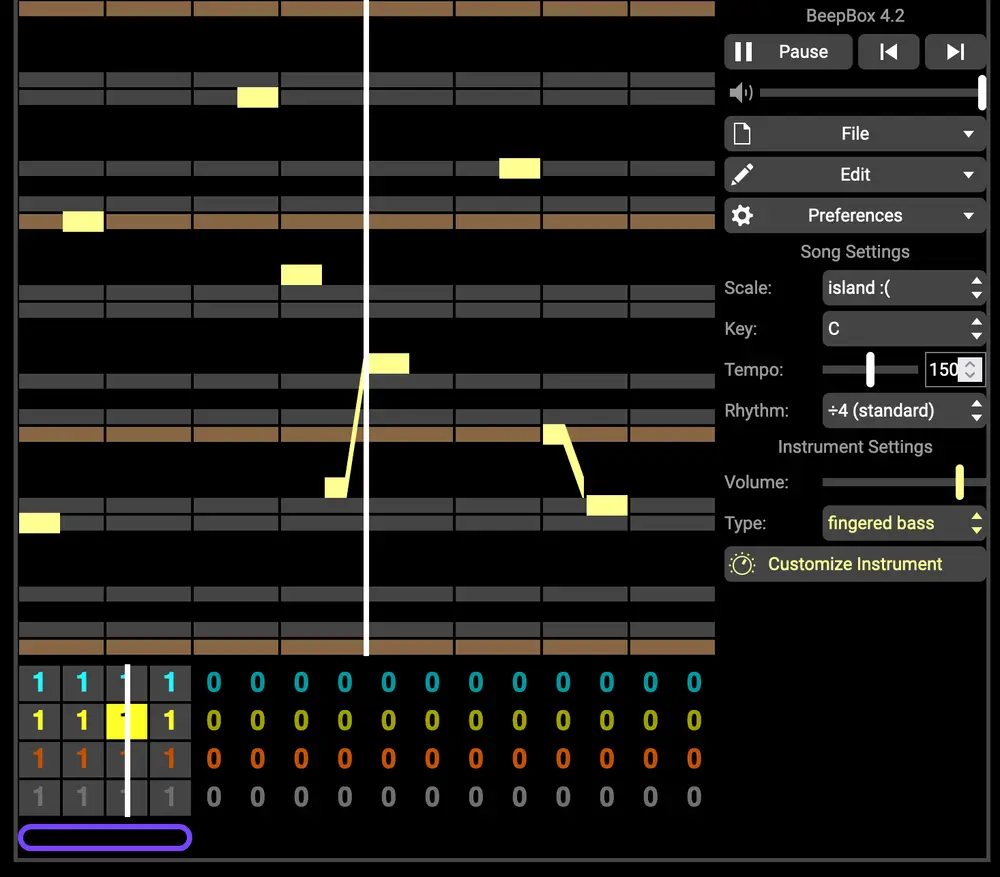 BeepBox 4.2
Pause
File
Edit
Preferences
Song Settings
Scale: island :(
Key: C
Tempo: 150
Rhythm: ÷4 (standard)
Instrument Settings
Volume:
Type: fingered bass
Customize Instrument
1 1 1 1 0 0 0 0 0 0 0 0 0 0 0 0
1 1 1 1 0 0 0 0 0 0 0 0 0 0 0 0
1 1 1 1 0 0 0 0 0 0 0 0 0 0 0 0
1 1 1 1 0 0 0 0 0 0 0 0 0 0 0 0